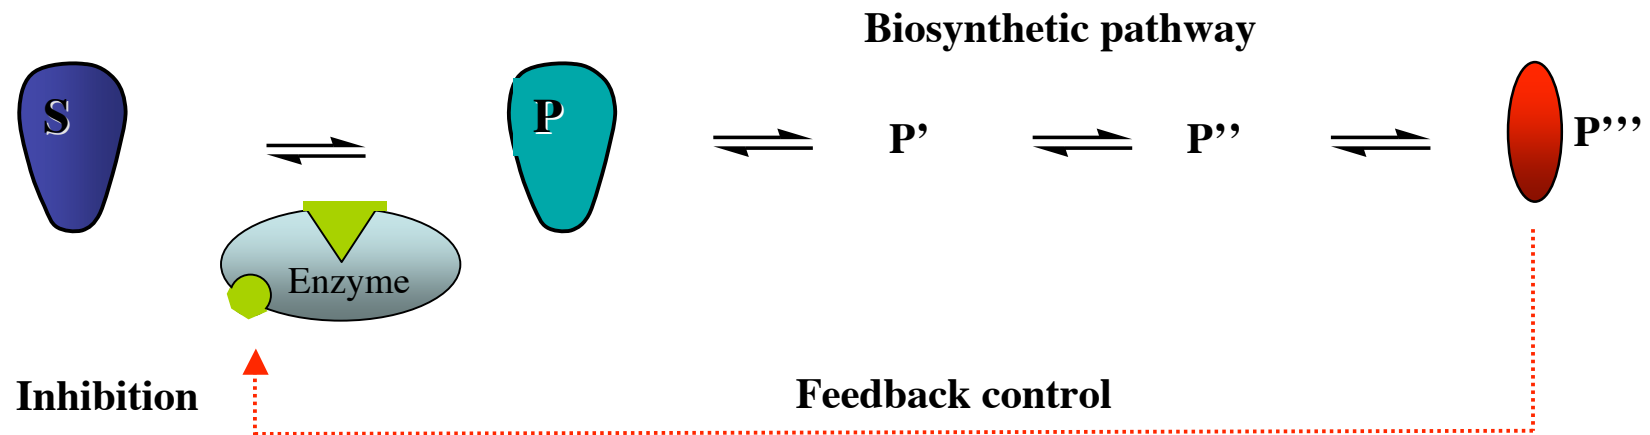 Biosynthetic pathway
S
P
P’
P’’
P’’’
Enzyme
Inhibition
Feedback control